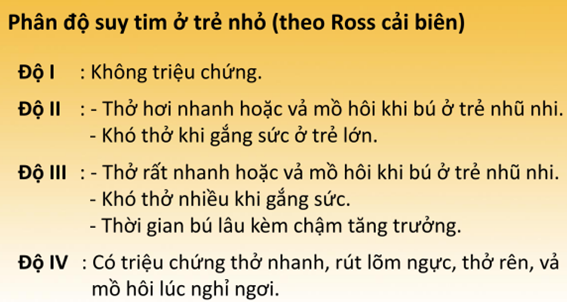 Phân độ suy tim ở trẻ nhỏ (theo Ross cải biên)
Độ I : Không triệu chứng.
Độ II : - Thở hơi nhanh hoặc vả mồ hôi khi bú ở trẻ nhũ nhi.
- Khó thở khi gắng sức ở trẻ lớn.
Độ III : - Thở rất nhanh hoặc vả mồ hôi khi bú ở trẻ nhũ nhi.
- Khó thở nhiều khi gắng sức.
- Thời gian bú lâu kèm chậm tăng trưởng.
Độ IV : Có triệu chứng thở nhanh, rút lõm ngực, thở rên, vả
mồ hôi lúc nghỉ ngơi.